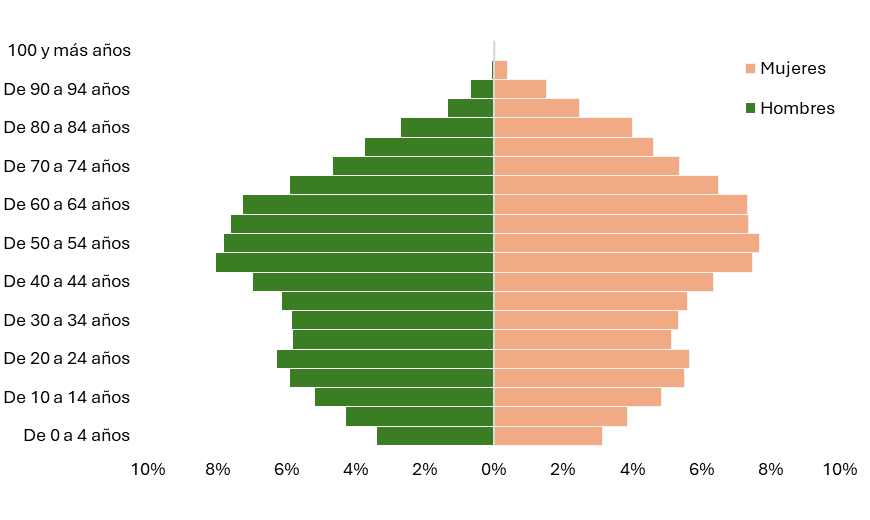 100 y más años
Mujeres
De 90 a 94 años
Hombres
De 80 a 84 años
De 70 a 74 años
De 60 a 64 años
De 50 a 54 años
De 40 a 44 años
De 30 a 34 años
De 20 a 24 años
De 10 a 14 años
De 0 a 4 años
10% 8% 6% 4% 2% 0% 2% 4% 6% 8% 10%